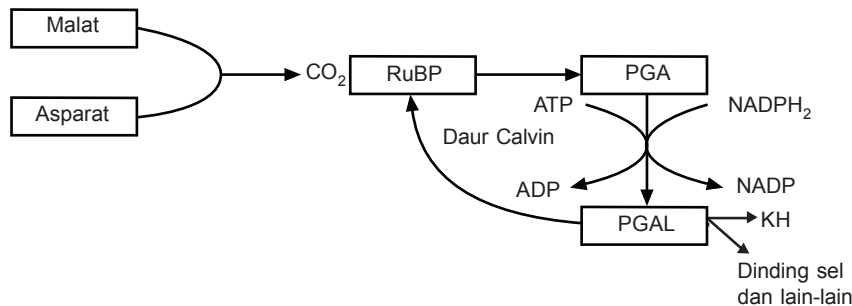 Malat
CO₂ RuBP PGA
Asparat
ATP NADPH₂
Daur Calvin
ADP NADP
PGAL KH
Dinding sel
dan lain-lain